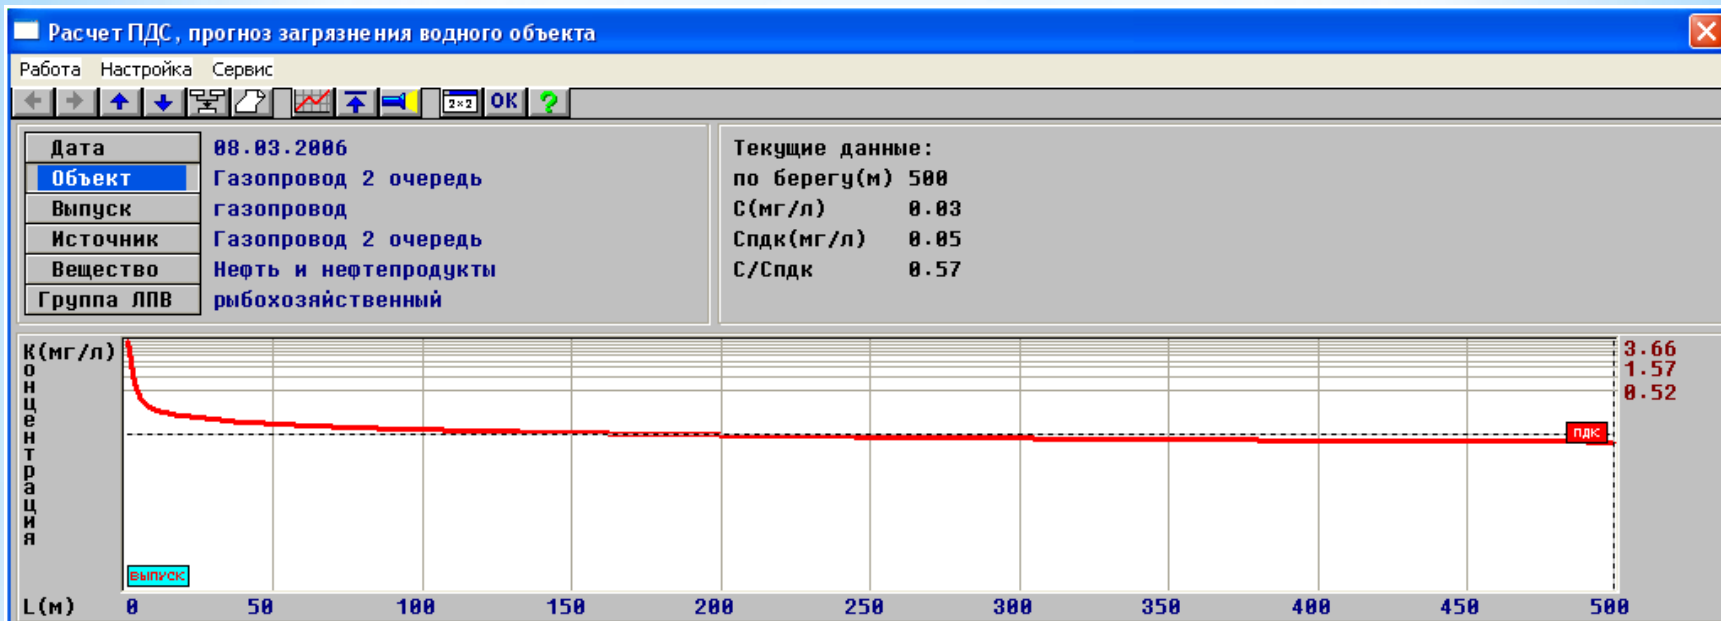 Расчет ПДС, прогноз загрязнения водного объекта
Работа Настройка Сервис
2×2 OK ?
Дата 08.03.2006
Объект Газопровод 2 очередь
Выпуск газопровод
Источник Газопровод 2 очередь
Вещество Нефть и нефтепродукты
Группа ЛПВ рыбохозяйственный
Текущие данные:
по берегу(м) 500
С(мг/л) 0.03
Спдк(мг/л) 0.05
С/Спдк 0.57
К(мг/л)
онцентрация
3.66
1.57
0.52
ПДК
ВЫПУСК
L(м) 0 50 100 150 200 250 300 350 400 450 500